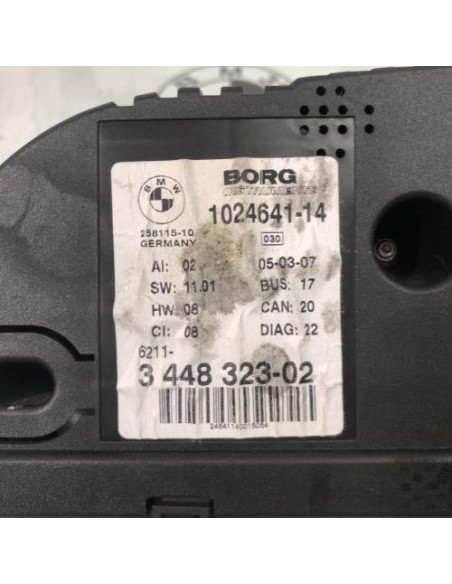 BMW
BORG
INSTRUMENTS
1024641-14
258115-10
GERMANY
030
AI: 02
05-03-07
SW: 11.01
BUS: 17
HW: 08
CAN: 20
CI: 08
DIAG: 22
6211-
3 448 323-02